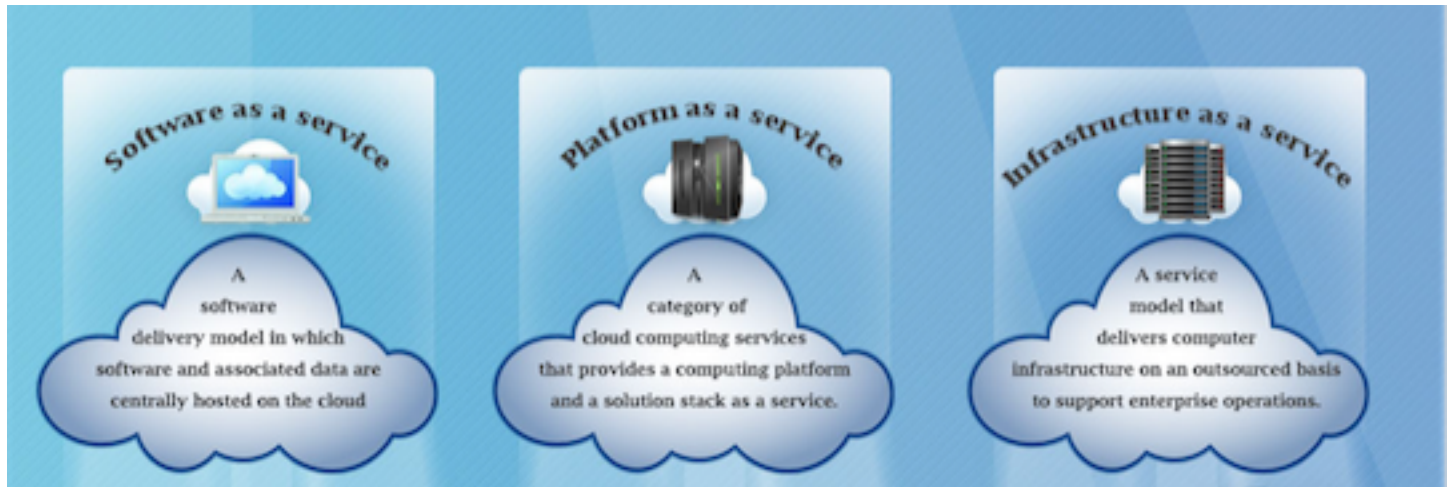 Software as a service
A
software
delivery model in which
software and associated data are
centrally hosted on the cloud
Platform as a service
A
category of
cloud computing services
that provides a computing platform
and a solution stack as a service.
Infrastructure as a service
A service
model that
delivers computer
infrastructure on an outsourced basis
to support enterprise operations.